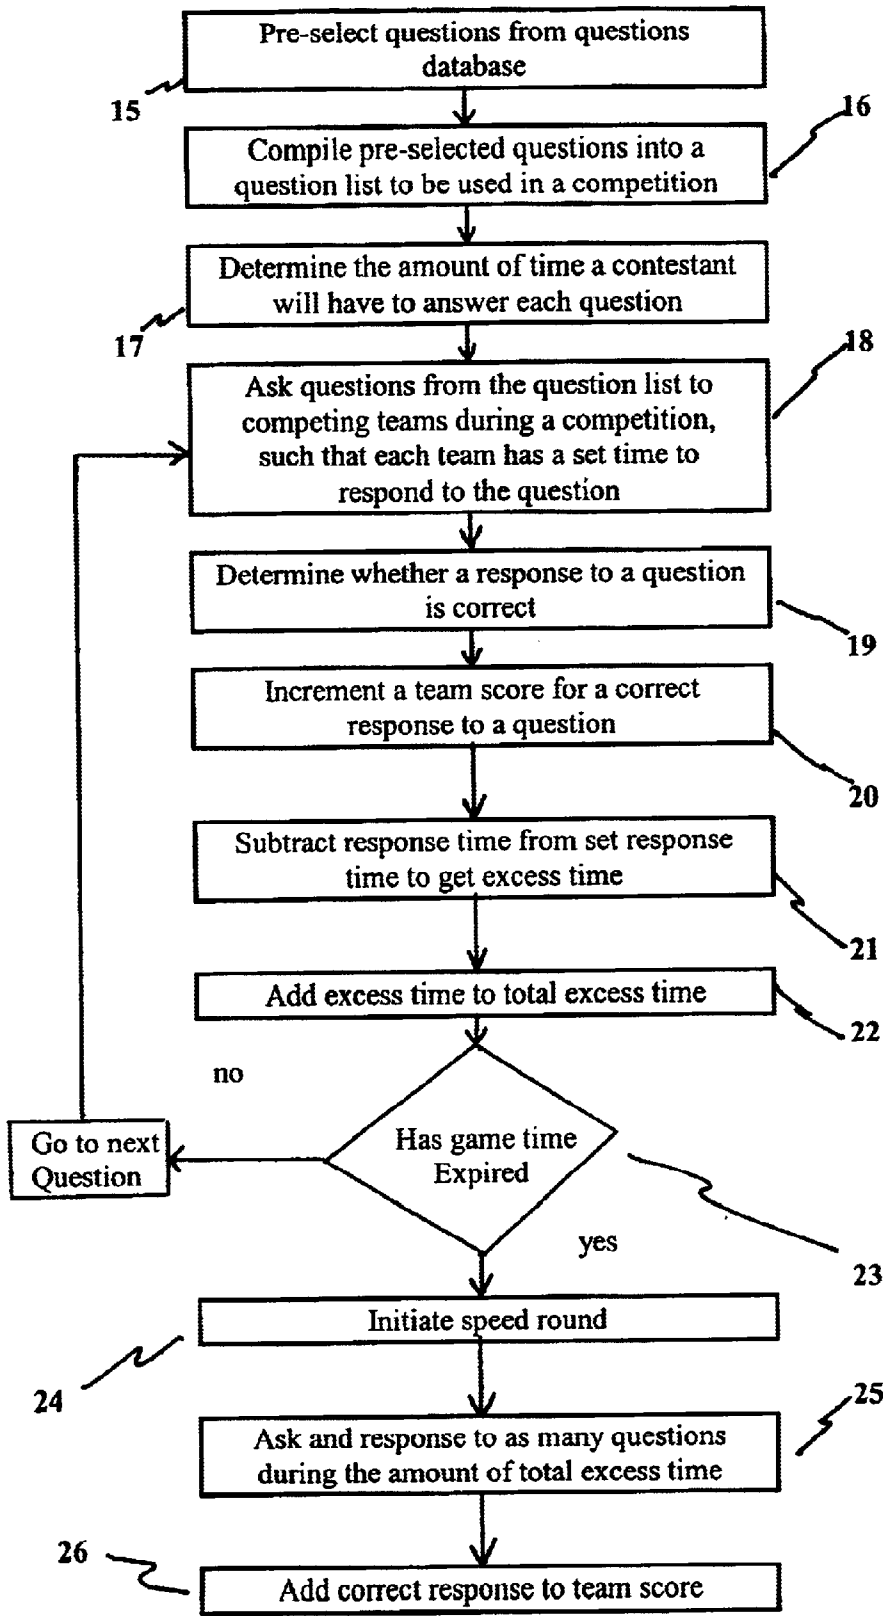 Pre-select questions from questions
database
15
16
Compile pre-selected questions into a
question list to be used in a competition
Determine the amount of time a contestant
will have to answer each question
17
18
Ask questions from the question list to
competing teams during a competition,
such that each team has a set time to
respond to the question
Determine whether a response to a question
is correct
19
Increment a team score for a correct
response to a question
20
Subtract response time from set response
time to get excess time
21
Add excess time to total excess time
22
no
Go to next
Question
Has game time
Expired
yes
23
Initiate speed round
24
25
Ask and response to as many questions
during the amount of total excess time
26
Add correct response to team score